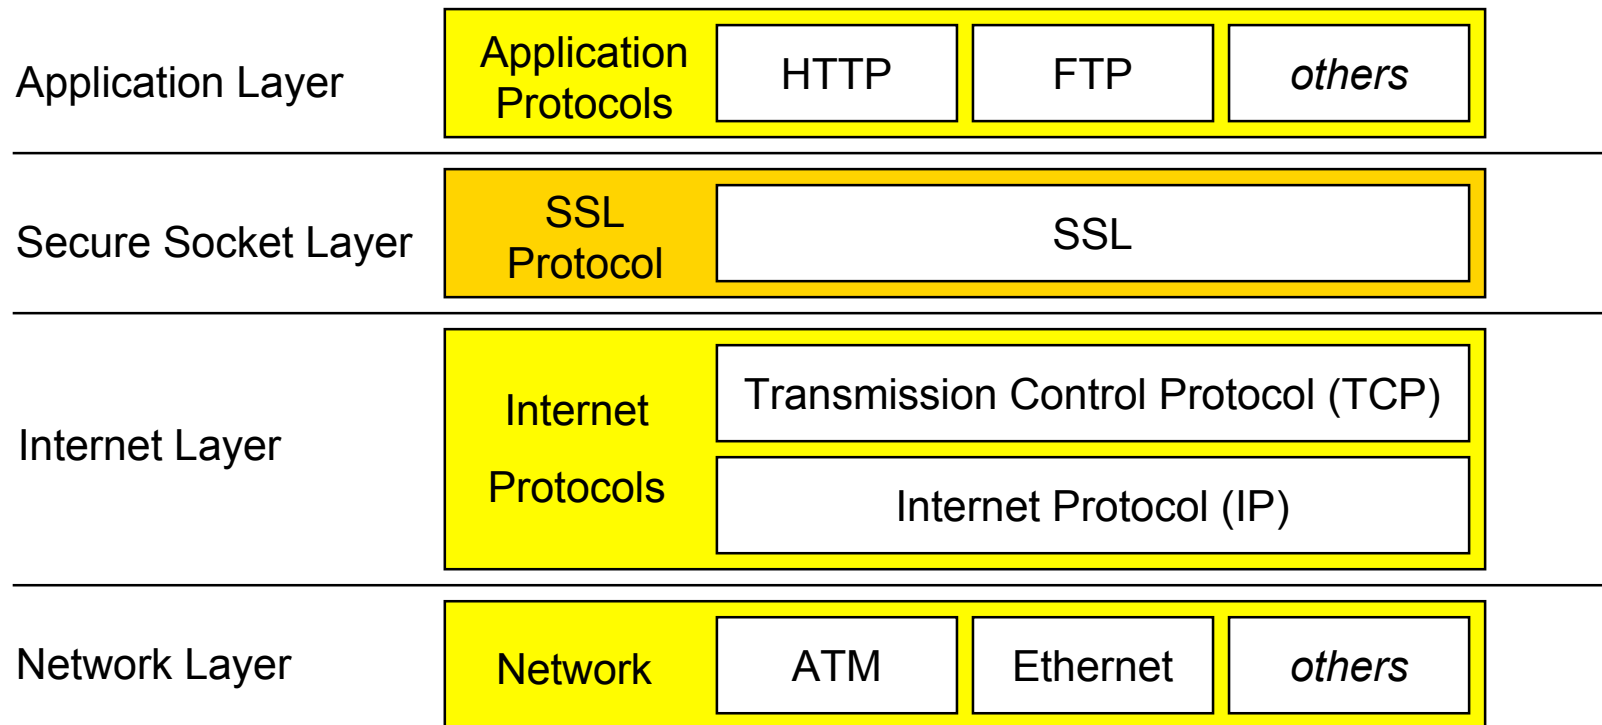 Application Layer
Application
Protocols
HTTP
FTP
others
Secure Socket Layer
SSL
Protocol
SSL
Internet Layer
Internet
Protocols
Transmission Control Protocol (TCP)
Internet Protocol (IP)
Network Layer
Network
ATM
Ethernet
others